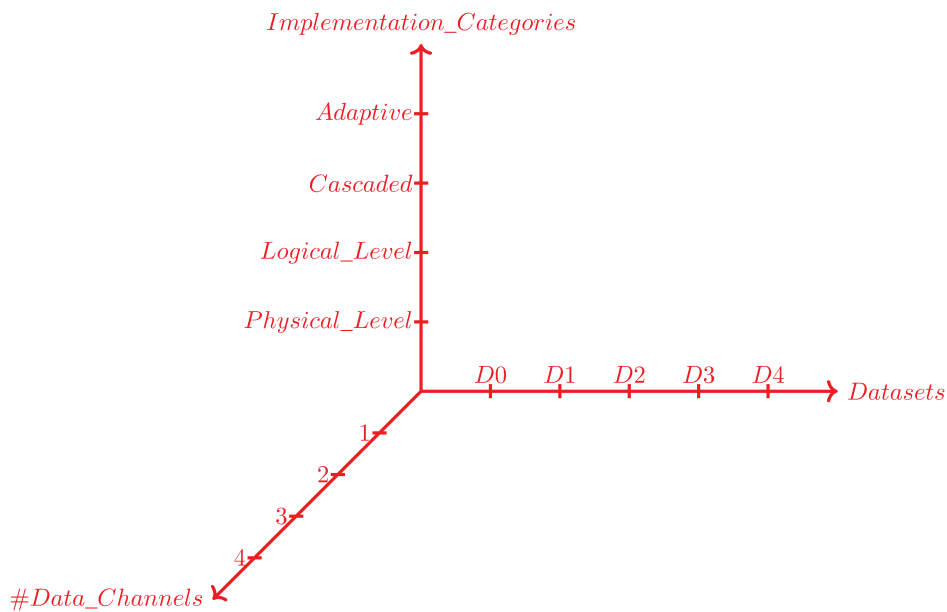 Implementation_Categories
Adaptive
Cascaded
Logical_Level
Physical_Level
D0 D1 D2 D3 D4
Datasets
1
2
3
4
#Data_Channels